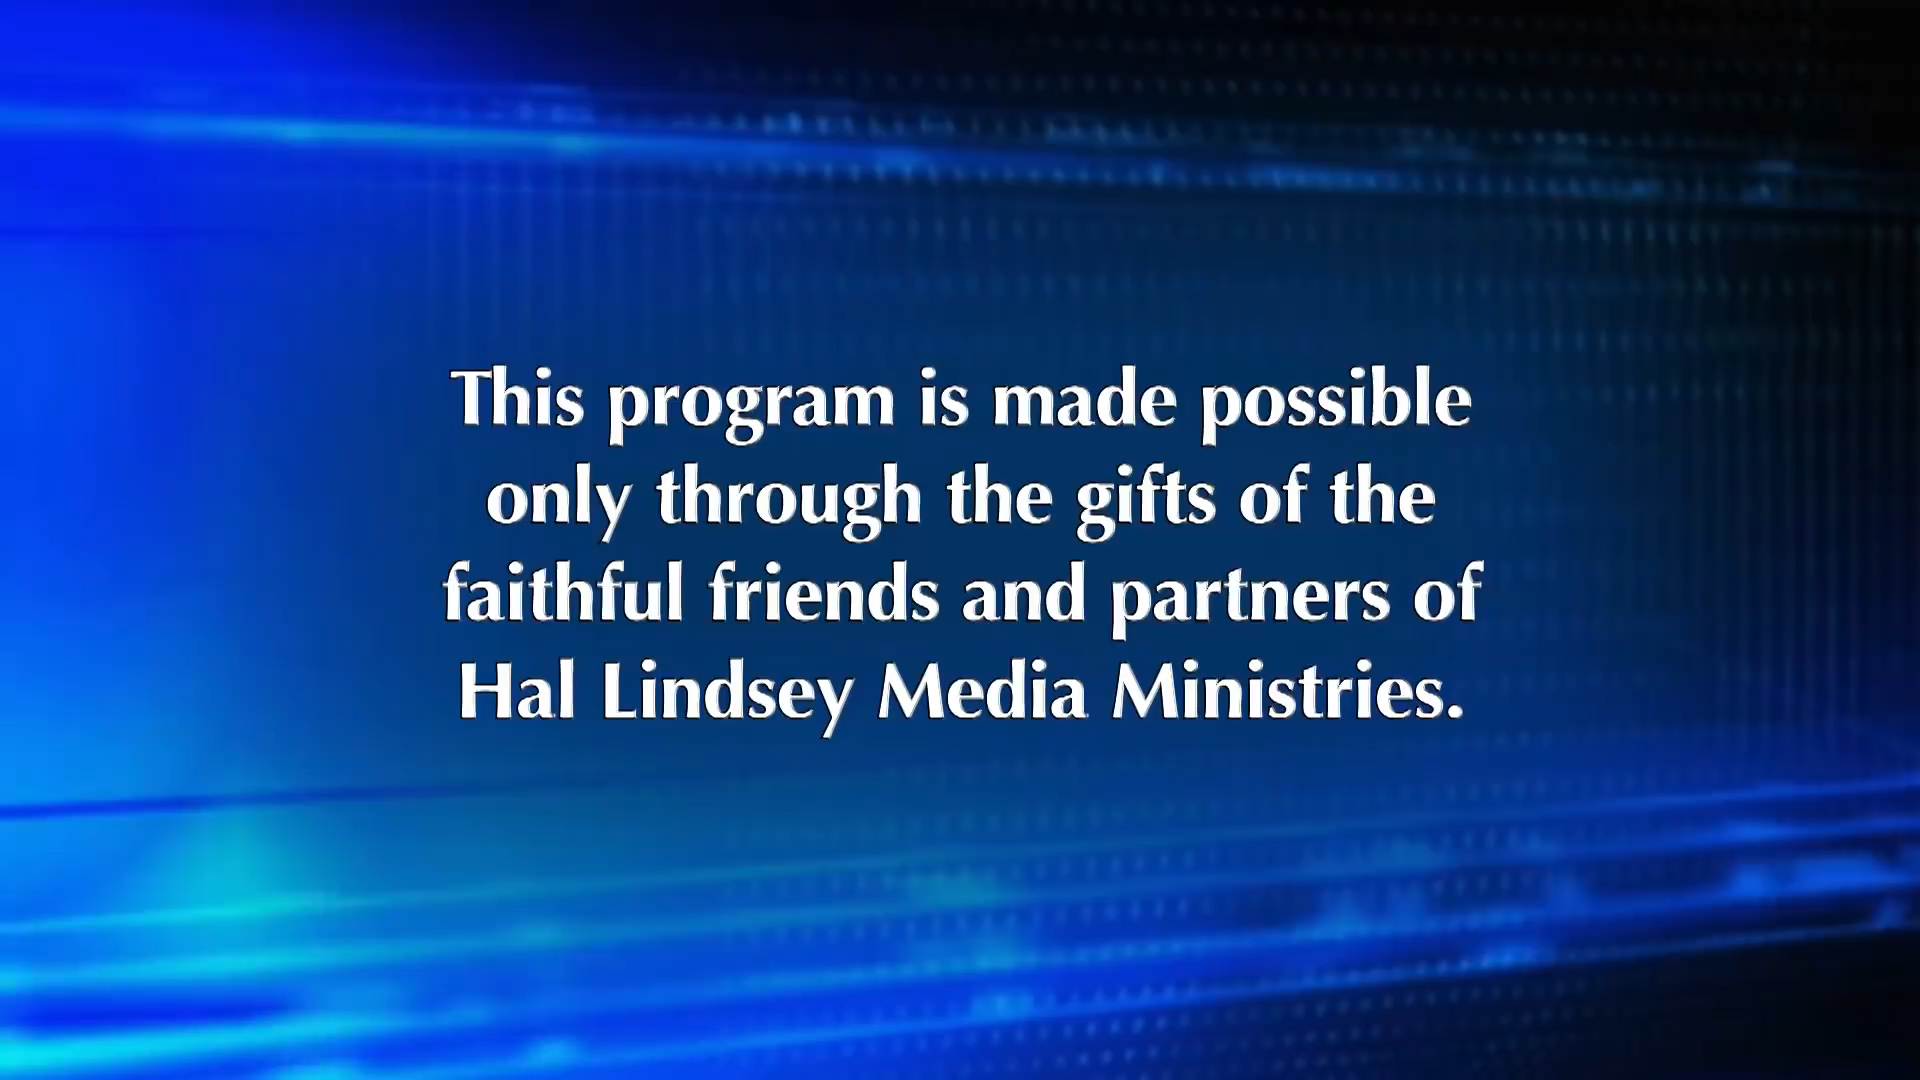 This program is made possible
only through the gifts of the
faithful friends and partners of
Hal Lindsey Media Ministries.